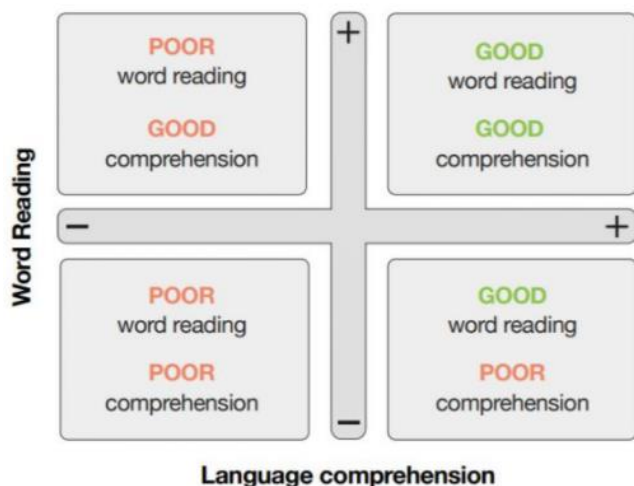 POOR
word reading
GOOD
comprehension
+
GOOD
word reading
GOOD
comprehension
Word Reading
−
+
POOR
word reading
POOR
comprehension
−
GOOD
word reading
POOR
comprehension
Language comprehension